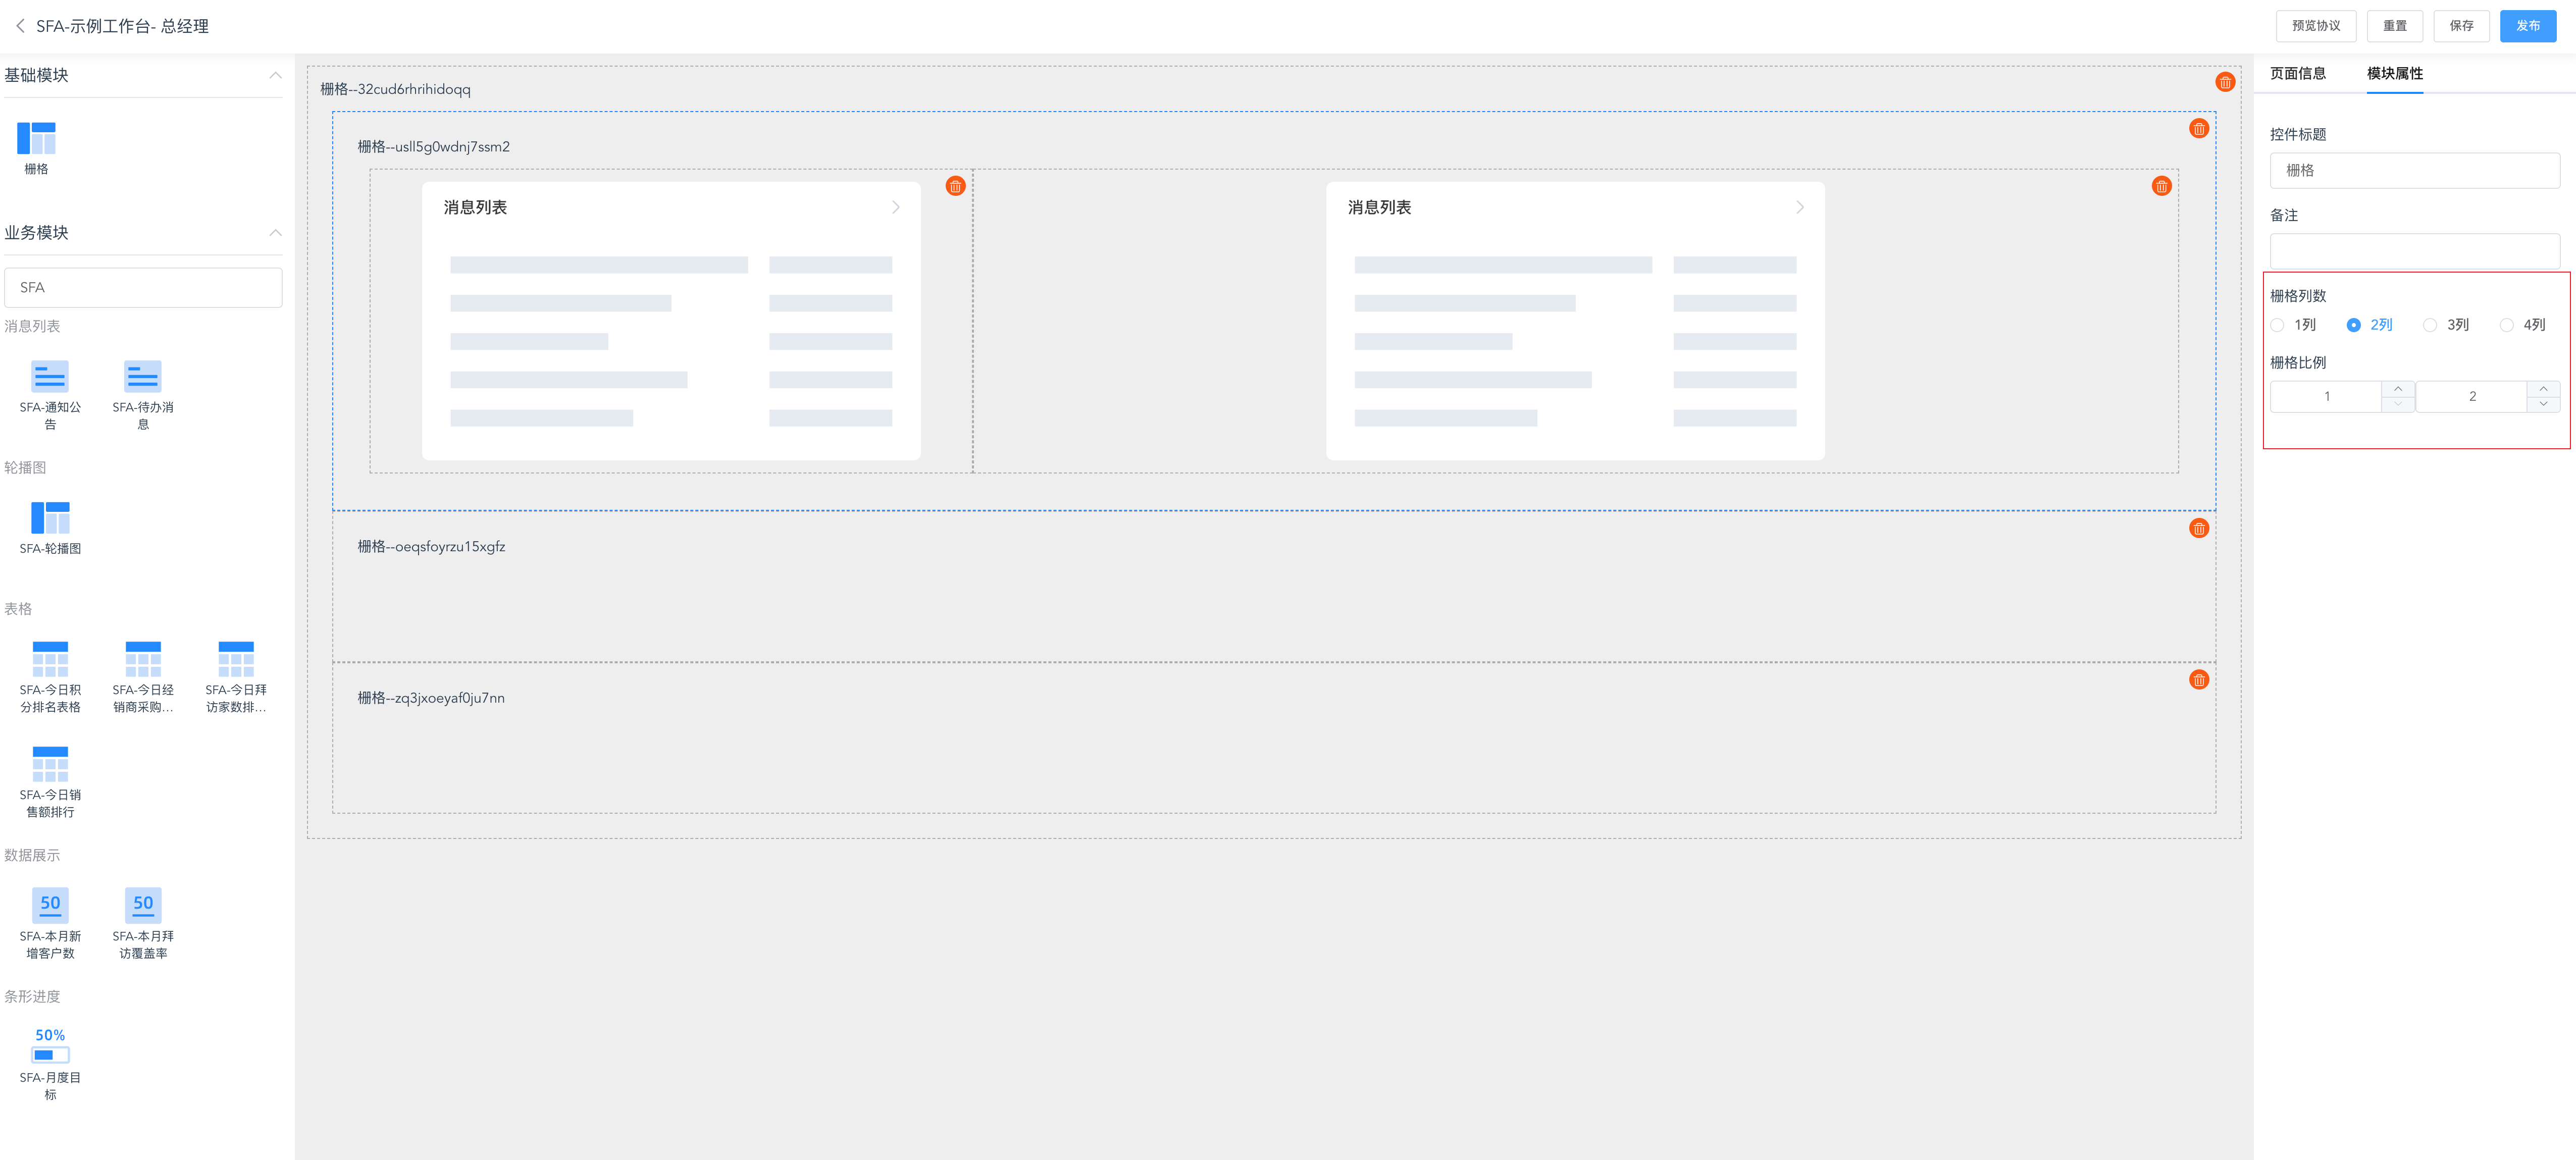 SFA-示例工作台- 总经理
预览协议
重置
保存
发布
基础模块
栅格
业务模块
SFA
消息列表
SFA-通知公
告
SFA-待办消
息
轮播图
SFA-轮播图
表格
SFA-今日积
分排名表格
SFA-今日经
销商采购...
SFA-今日拜
访家数排...
SFA-今日销
售额排行
数据展示
50
SFA-本月新
增客户数
50
SFA-本月拜
访覆盖率
条形进度
50%
SFA-月度目
标
栅格--32cud6rhrihidoqq
栅格--usll5g0wdnj7ssm2
消息列表
消息列表
栅格--oeqsfoyrzu15xgfz
栅格--zq3jxoeyaf0ju7nn
页面信息
模块属性
控件标题
栅格
备注
栅格列数
1列
2列
3列
4列
栅格比例
1
2